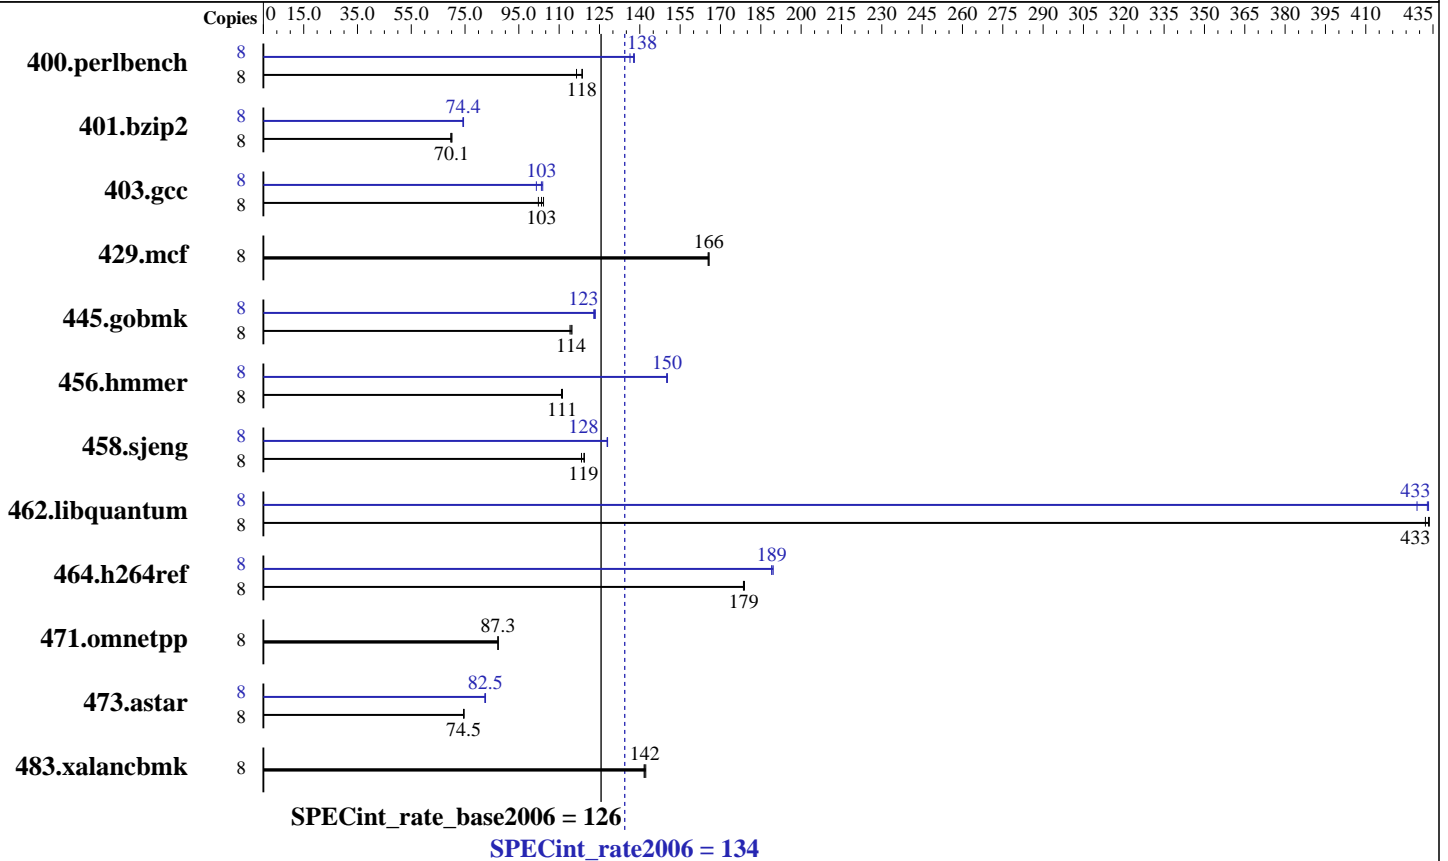 Copies 0 15.0 35.0 55.0 75.0 95.0 110 125 140 155 170 185 200 215 230 245 260 275 290 305 320 335 350 365 380 395 410 435
400.perlbench 8 138
8 118
401.bzip2 8 74.4
8 70.1
403.gcc 8 103
8 103
429.mcf 8 166
445.gobmk 8 123
8 114
456.hmmer 8 150
8 111
458.sjeng 8 128
8 119
462.libquantum 8 433
8 433
464.h264ref 8 189
8 179
471.omnetpp 8 87.3
473.astar 8 82.5
8 74.5
483.xalancbmk 8 142
SPECint_rate_base2006 = 126
SPECint_rate2006 = 134